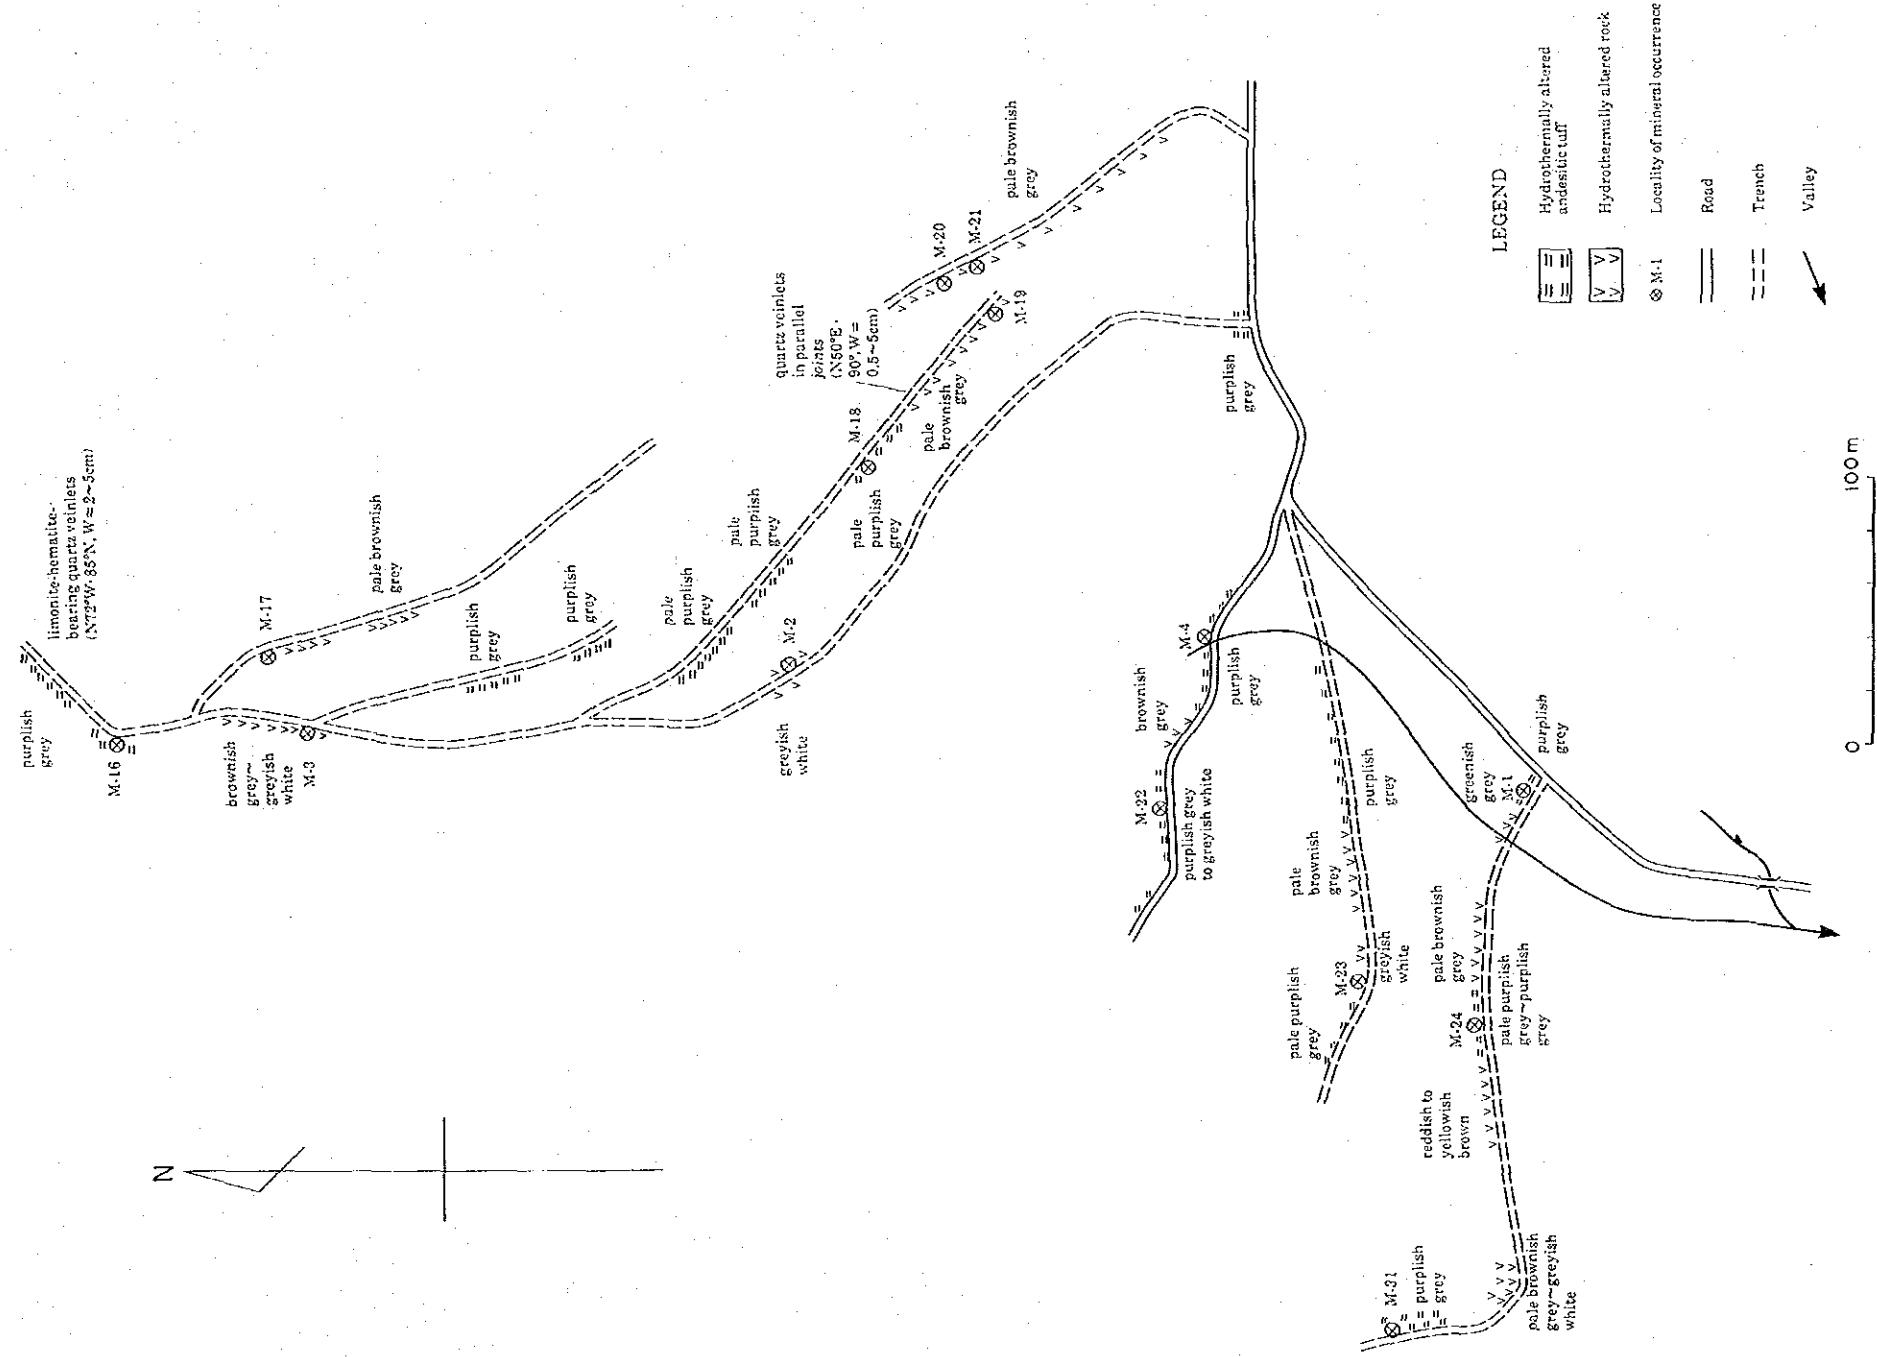 limonite-hematite-
bearing quartz veinlets
(N72°W·85°N, W=2~5cm)
purplish
grey
M-16
M-17
pale brownish
grey
brownish
grey~
greyish
white
M-3
purplish
grey
purplish
grey
pale
purplish
grey
pale
purplish
grey
M-2
greyish
white
quartz veinlets
in parallel
joints
(N50°E·
90°, W=
0.5~5cm)
M-18
pale
purplish
grey
pale
brownish
grey
M-19
M-20
M-21
pale brownish
grey
purplish
grey
M-4
purplish
grey
brownish
grey
M-22
purplish grey
to greyish white
purplish
grey
pale
brownish
grey
greyish
white
M-23
pale purplish
grey
purplish
grey
greenish
grey
M-1
pale brownish
grey
M-24
pale purplish
grey~purplish
grey
reddish to
yellowish
brown
pale brownish
grey~greyish
white
M-31
purplish
grey
N
LEGEND
Hydrothermally altered
andesitic tuff
Hydrothermally altered rock
M-1
Locality of mineral occurrence
Road
Trench
Valley
0
100m